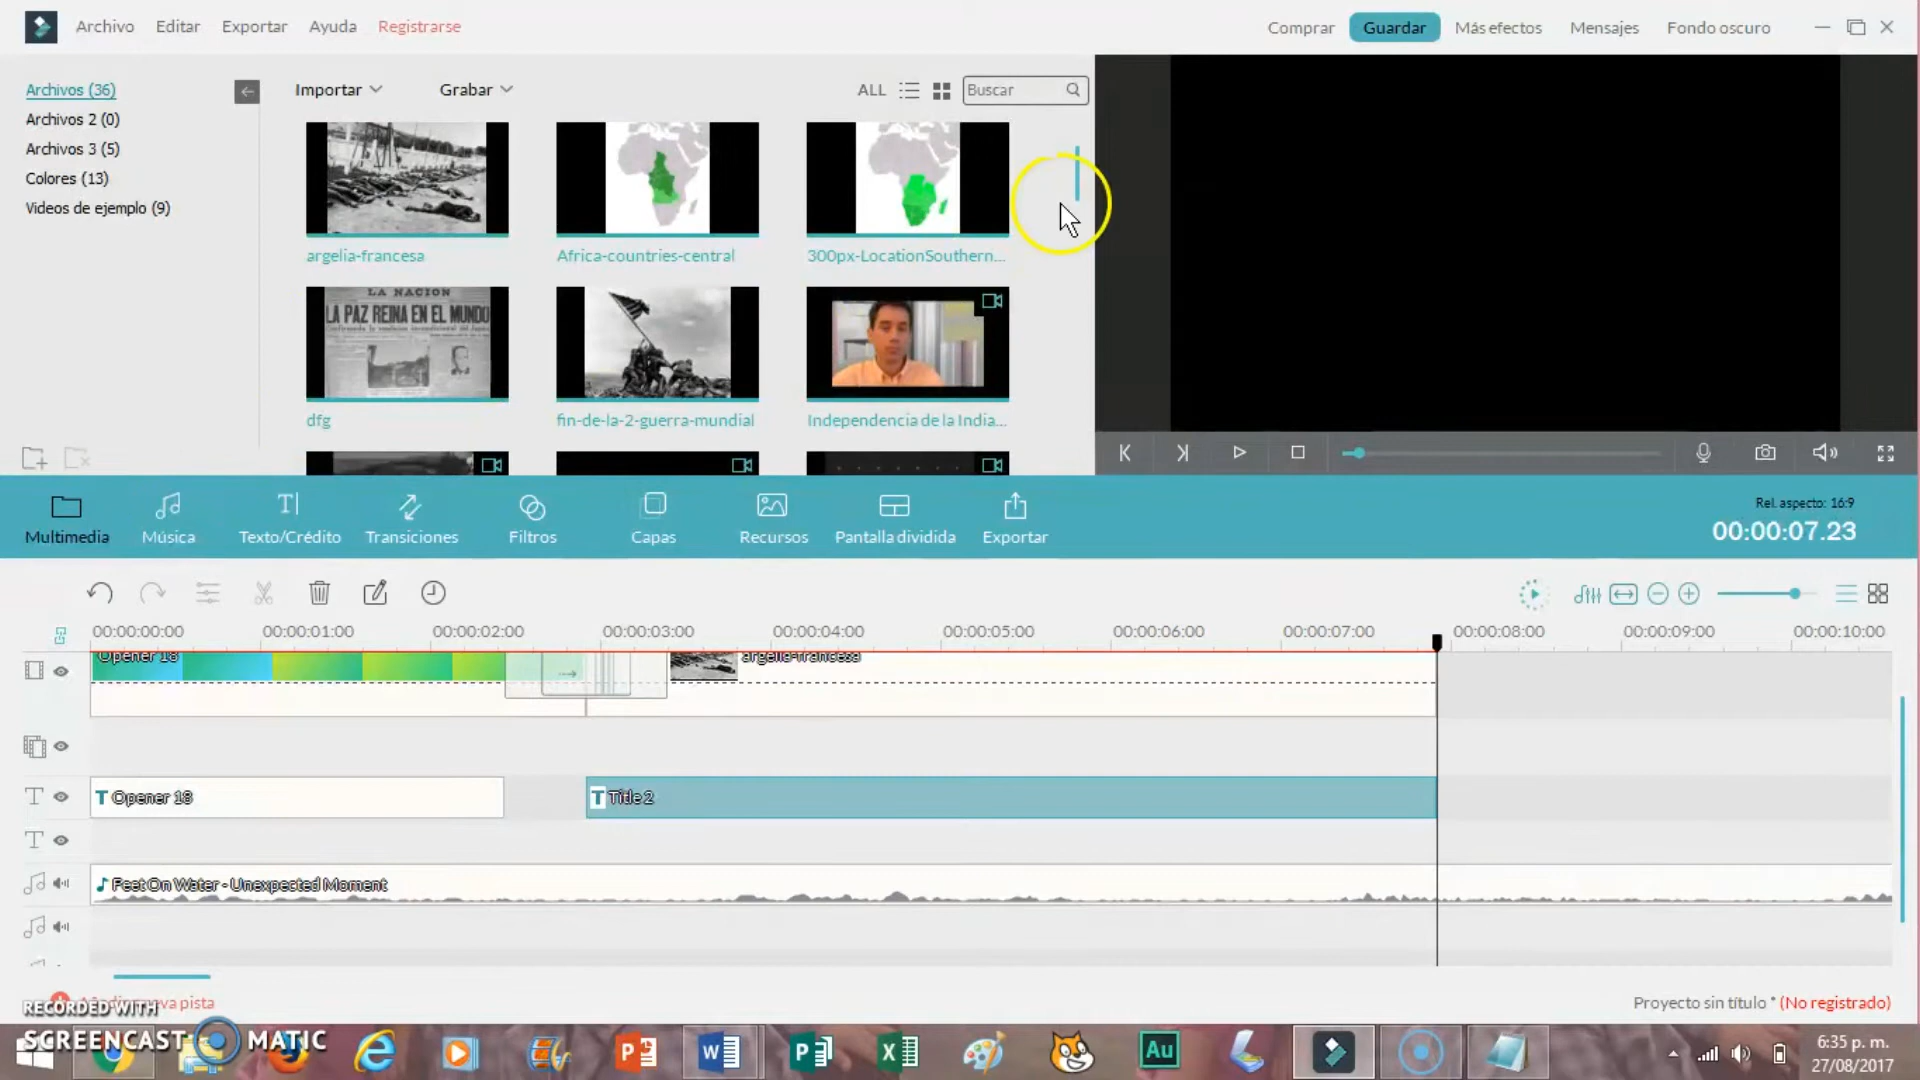 Archivo Editar Exportar Ayuda Registrarse
Comprar Guardar Más efectos Mensajes Fondo oscuro
Archivos (36)
Archivos 2 (0)
Archivos 3 (5)
Colores (13)
Videos de ejemplo (9)
Importar Grabar ALL Buscar
argelia-francesa Africa-countries-central 300px-LocationSouthern...
LA NACION
LA PAZ REINA EN EL MUNDO
dfg fin-de-la-2-guerra-mundial Independencia de la India...
Multimedia Música Texto/Crédito Transiciones Filtros Capas Recursos Pantalla dividida Exportar
Rel. aspecto: 16:9
00:00:07.23
00:00:00:00 00:00:01:00 00:00:02:00 00:00:03:00 00:00:04:00 00:00:05:00 00:00:06:00 00:00:07:00 00:00:08:00 00:00:09:00 00:00:10:00
Opener 18 argelia-francesa
T Opener 18 T Title 2
Feet On Water - Unexpected Moment
nueva pista
Proyecto sin título * (No registrado)
RECORDED WITH
SCREENCAST MATIC
Au
6:35 p. m.
27/08/2017